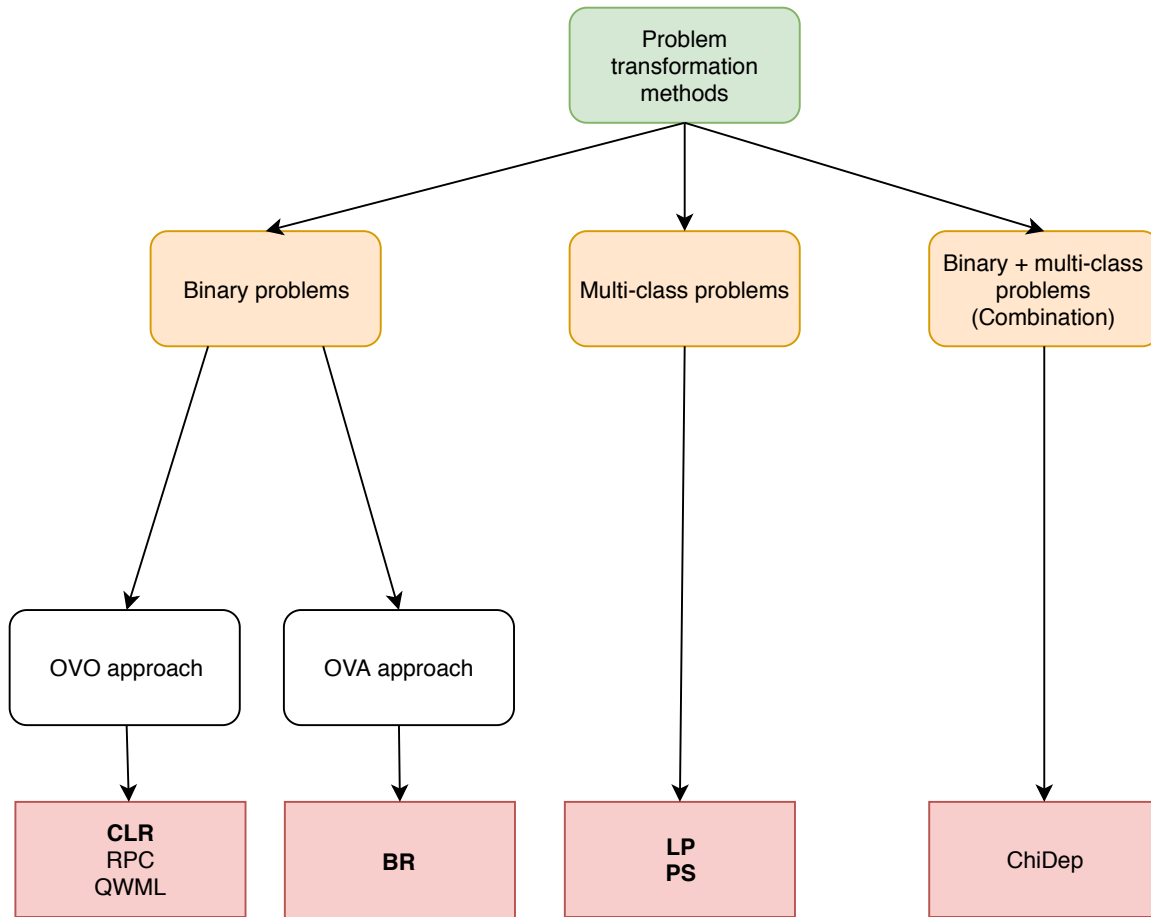 Problem
transformation
methods
Binary problems
Multi-class problems
Binary + multi-class
problems
(Combination)
OVO approach
OVA approach
CLR
RPC
QWML
BR
LP
PS
ChiDep